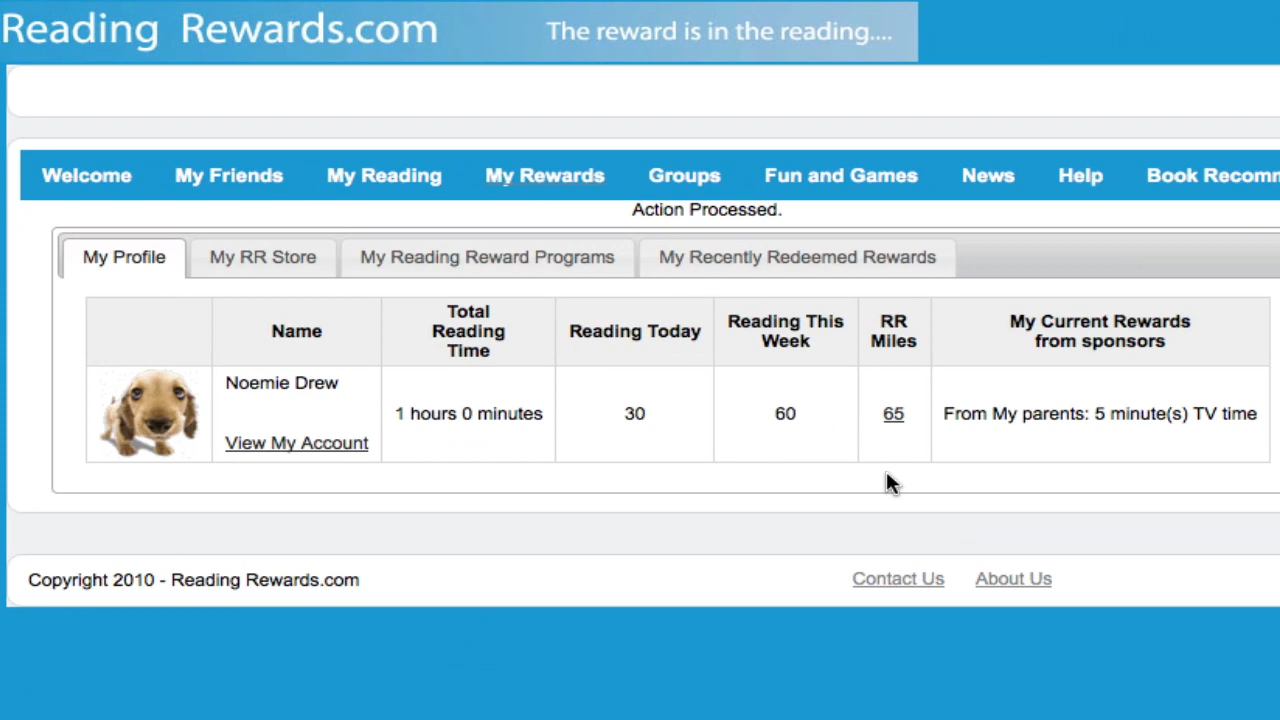 Reading Rewards.com The reward is in the reading....
Welcome My Friends My Reading My Rewards Groups Fun and Games News Help Book Recomm
Action Processed.
My Profile My RR Store My Reading Reward Programs My Recently Redeemed Rewards
Name
Total
Reading
Time
Reading Today
Reading This
Week
RR
Miles
My Current Rewards
from sponsors
Noemie Drew
View My Account
1 hours 0 minutes
30
60
65
From My parents: 5 minute(s) TV time
Copyright 2010 - Reading Rewards.com
Contact Us About Us